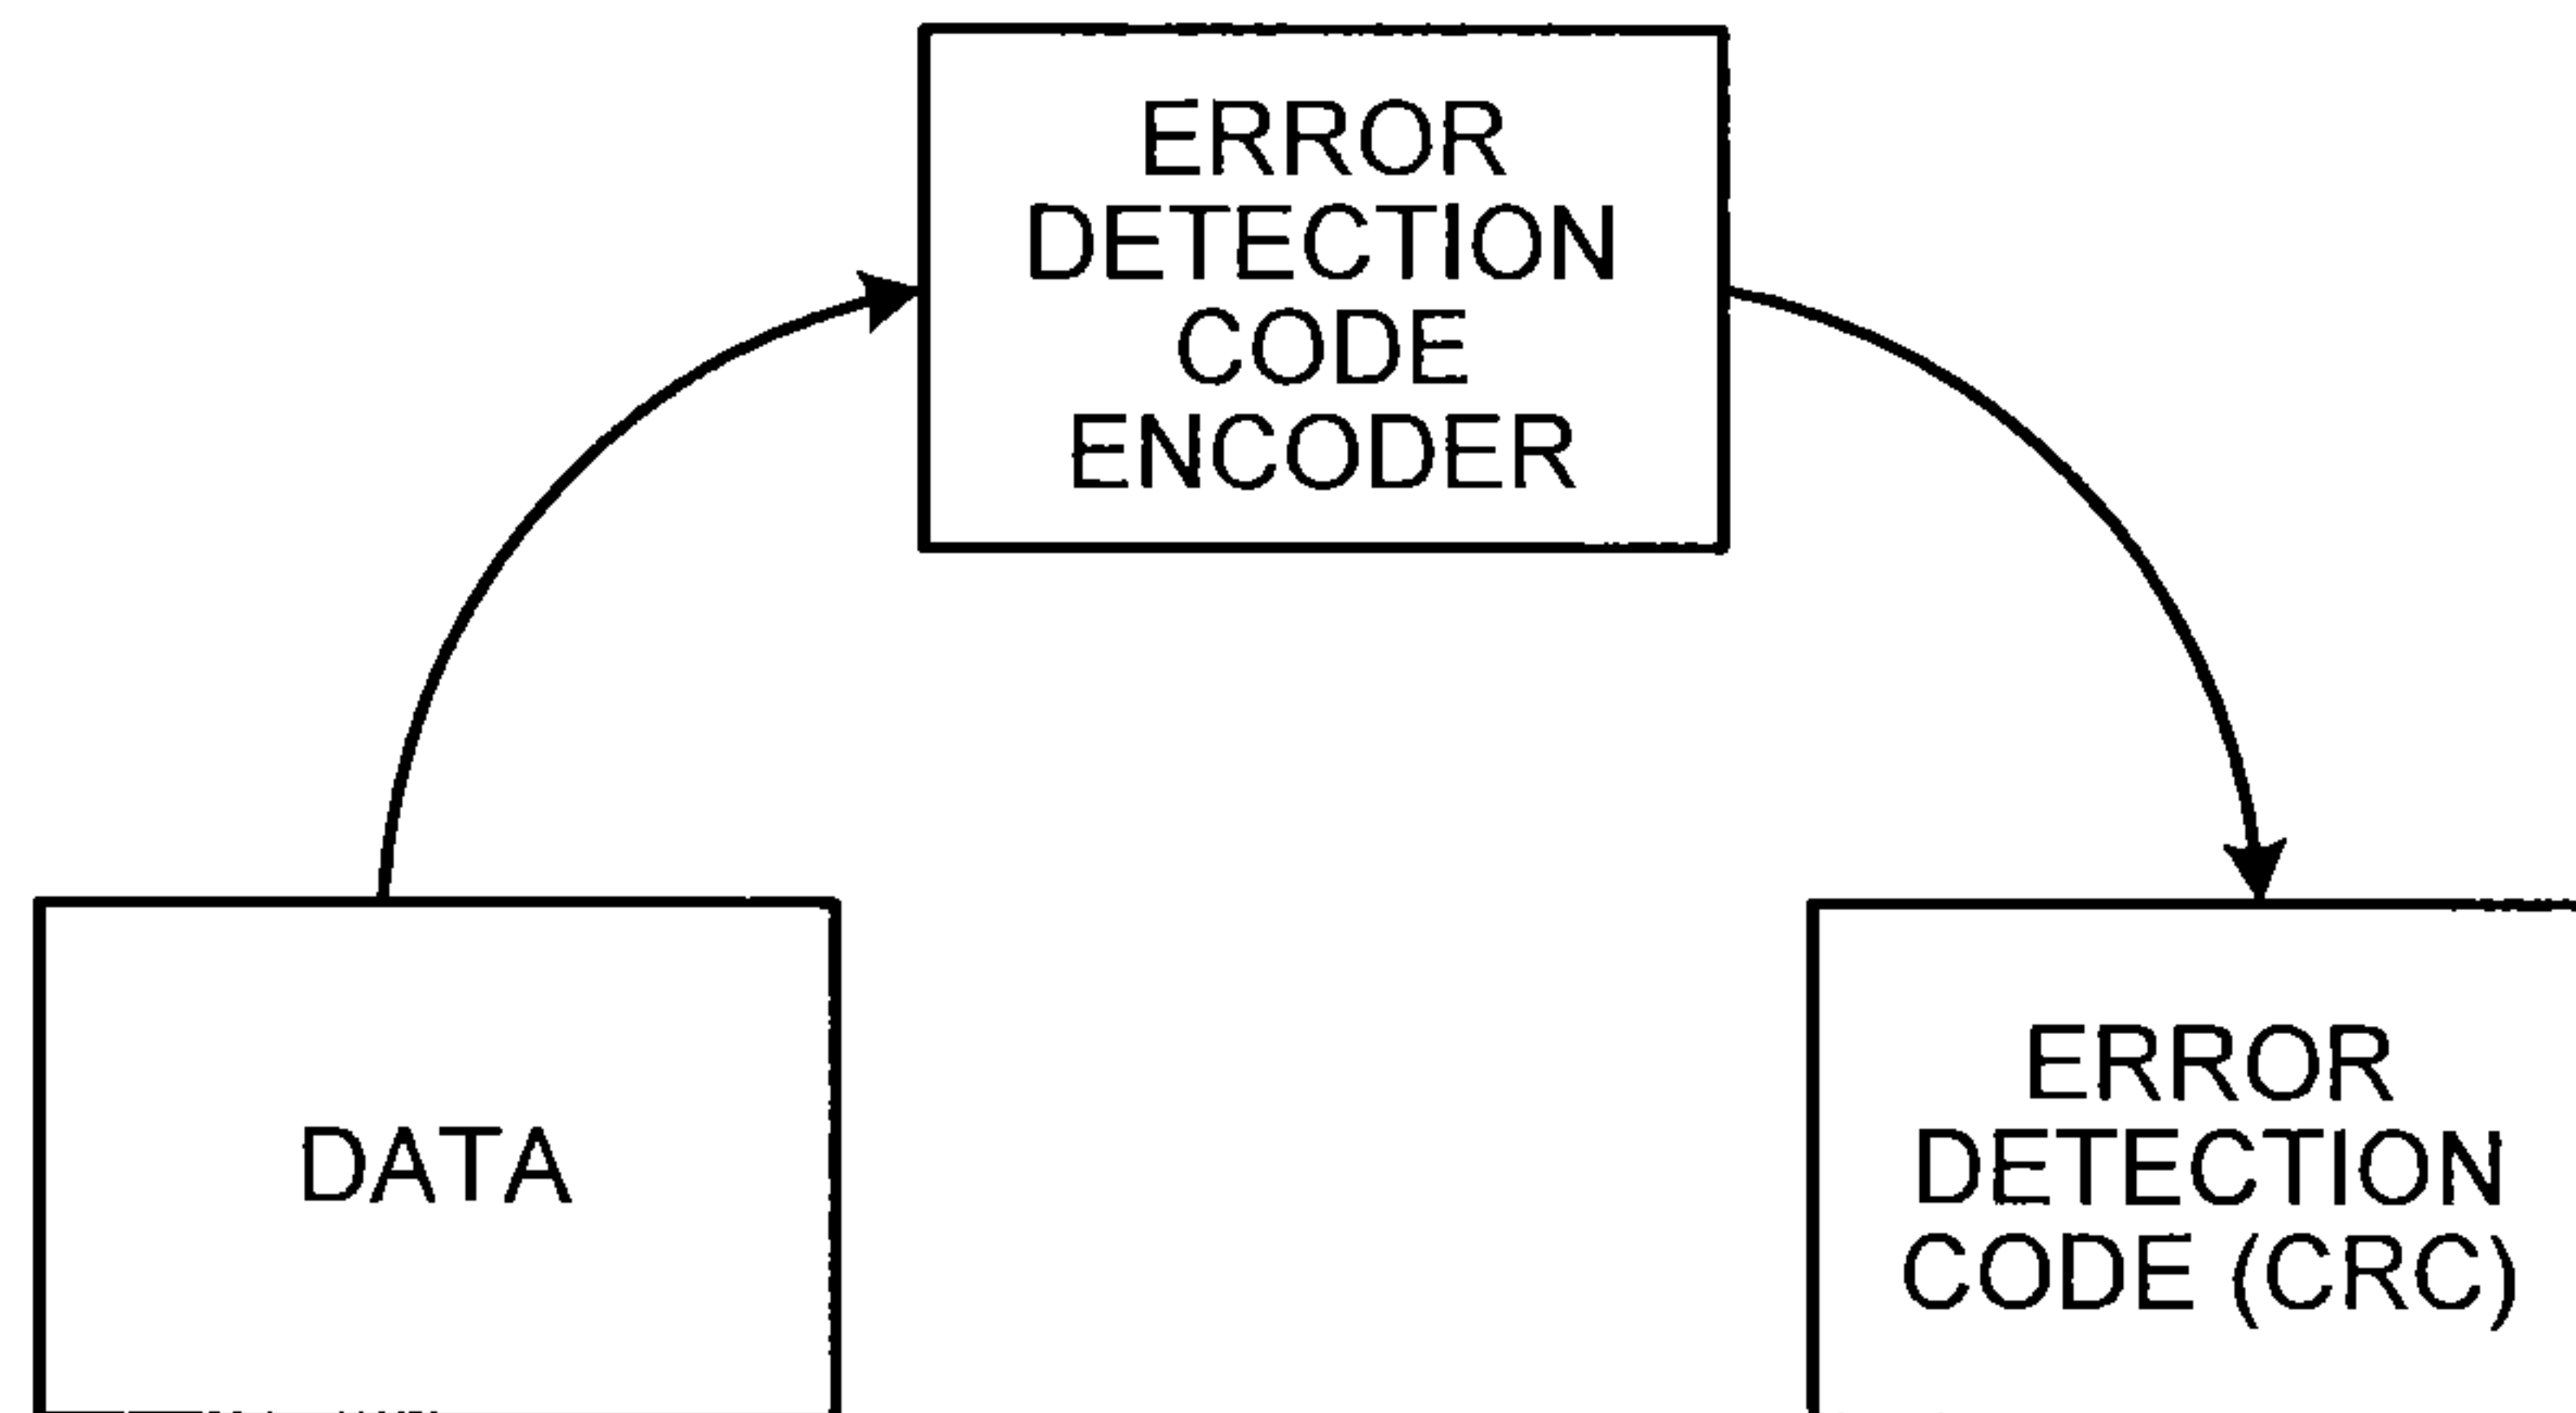 ERROR
DETECTION
CODE
ENCODER
DATA
ERROR
DETECTION
CODE (CRC)